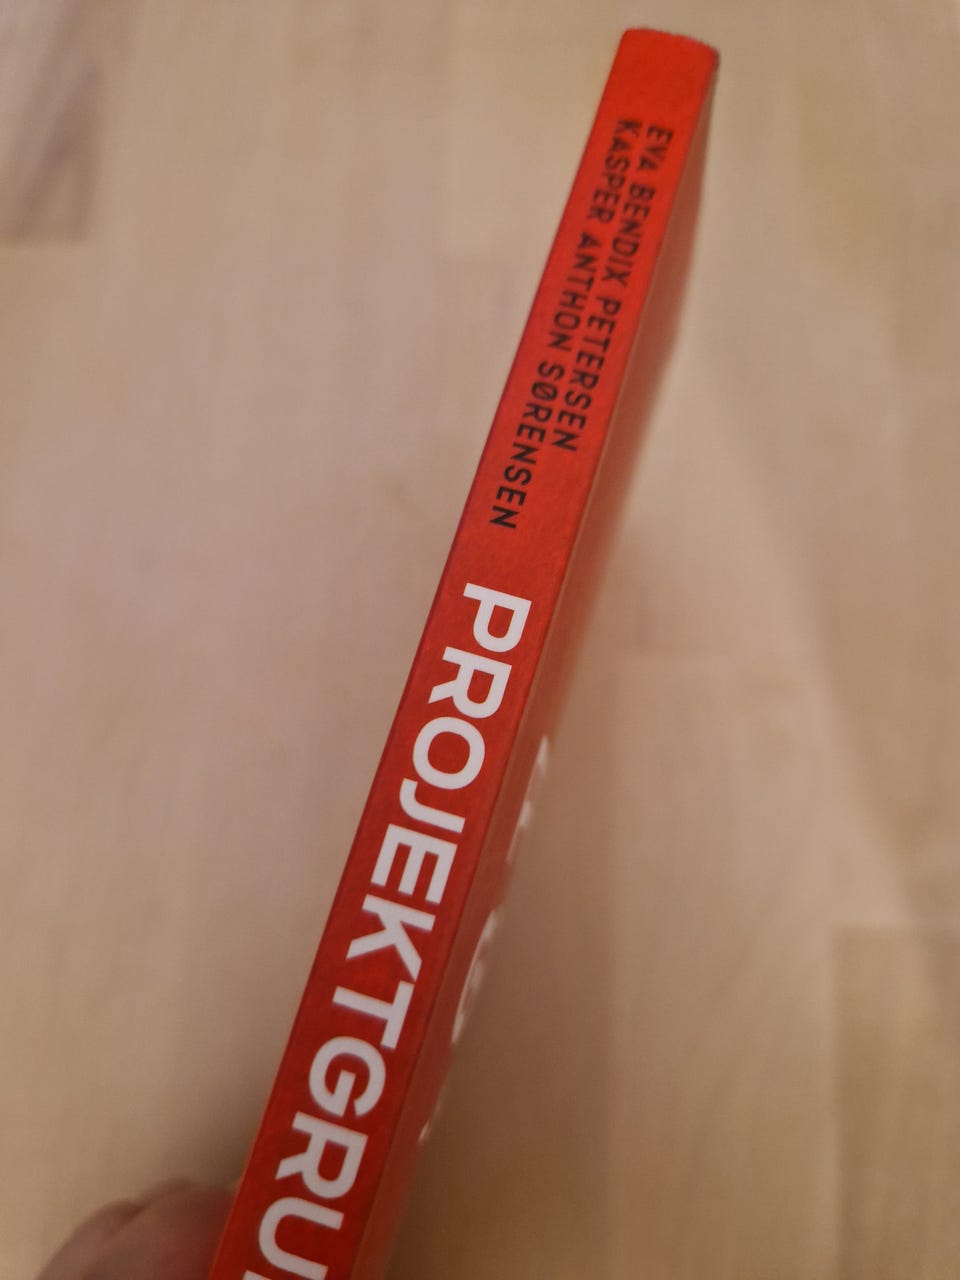 EVA BENDIX PETERSEN
KASPER ANTHON SØRENSEN
PROJEKTGRU